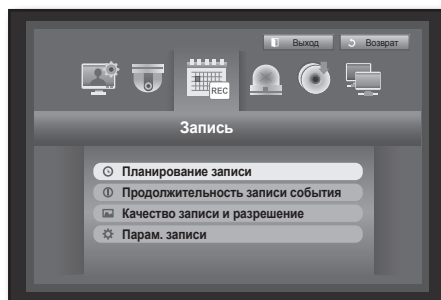 Выход
Возврат
REC
Запись
Планирование записи
Продолжительность записи события
Качество записи и разрешение
Парам. записи